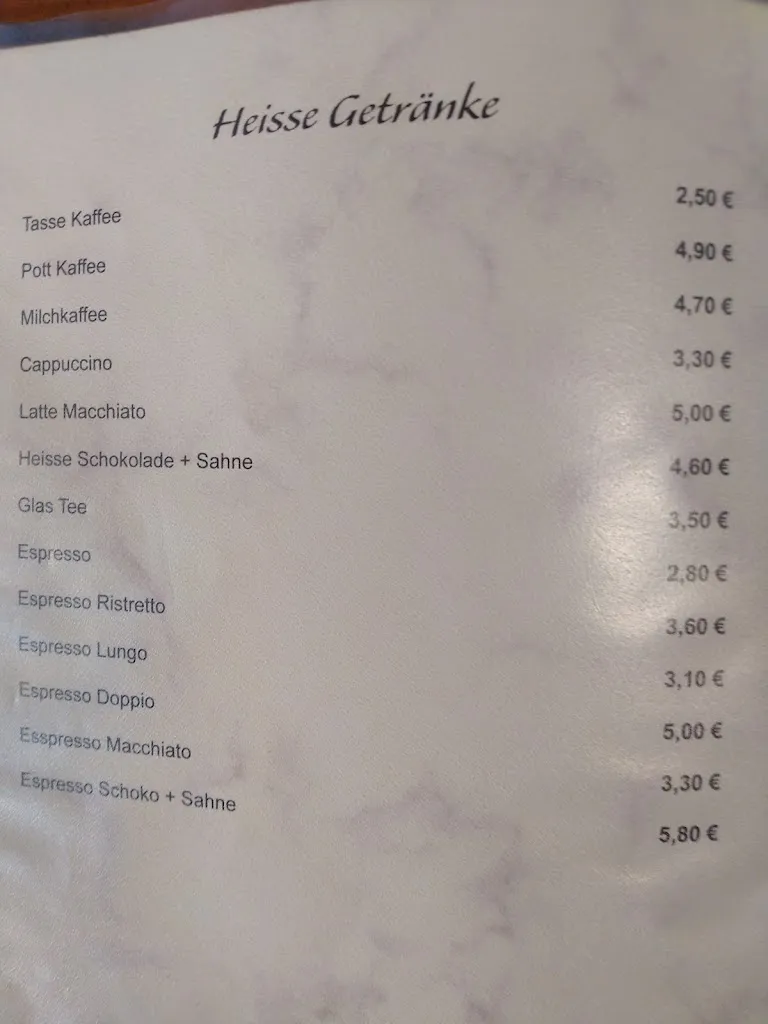 Heisse Getränke
Tasse Kaffee 2,50 €
Pott Kaffee 4,90 €
Milchkaffee 4,70 €
Cappuccino 3,30 €
Latte Macchiato 5,00 €
Heisse Schokolade + Sahne 4,60 €
Glas Tee 3,50 €
Espresso 2,80 €
Espresso Ristretto 3,60 €
Espresso Lungo 3,10 €
Espresso Doppio 5,00 €
Esspresso Macchiato 3,30 €
Espresso Schoko + Sahne 5,80 €